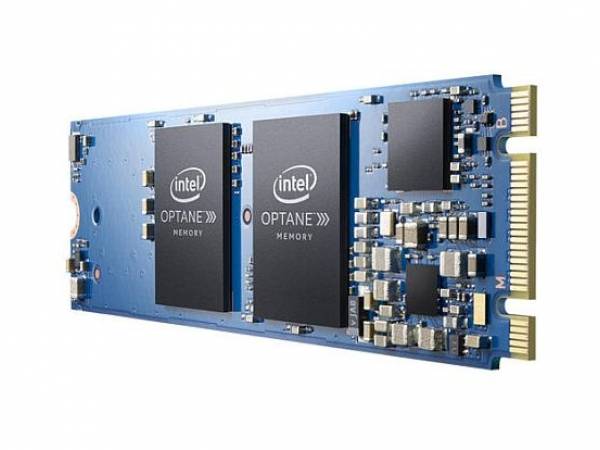 intel
OPTANE
MEMORY
intel
OPTANE
MEMORY
B
M